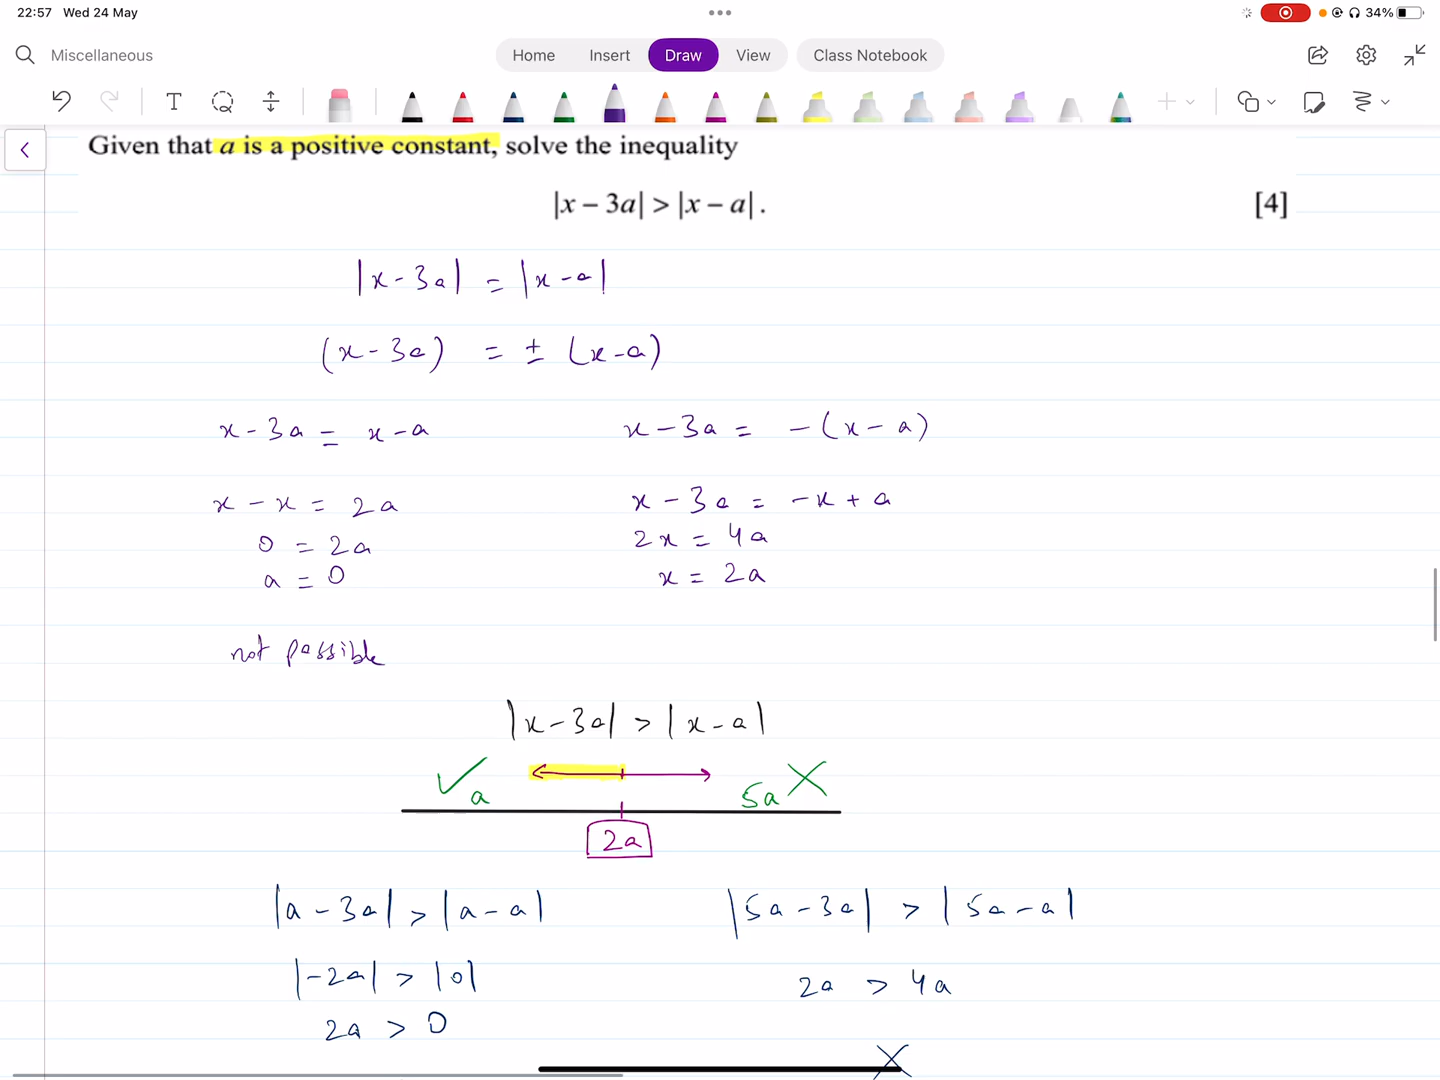 22:57 Wed 24 May
34%
Miscellaneous
Home Insert Draw View Class Notebook
T
Given that a is a positive constant, solve the inequality
|x − 3a| > |x − a| . [4]
|x - 3a| = |x - a|
(x - 3a) = ± (x - a)
x - 3a = x - a
x - x = 2a
0 = 2a
a = 0
not possible
x - 3a = - (x - a)
x - 3a = - x + a
2x = 4a
x = 2a
|x - 3a| > |x - a|
✓ a 5a X
2a
|a - 3a| > |a - a|
|-2a| > |0|
2a > 0
|5a - 3a| > |5a - a|
2a > 4a
X